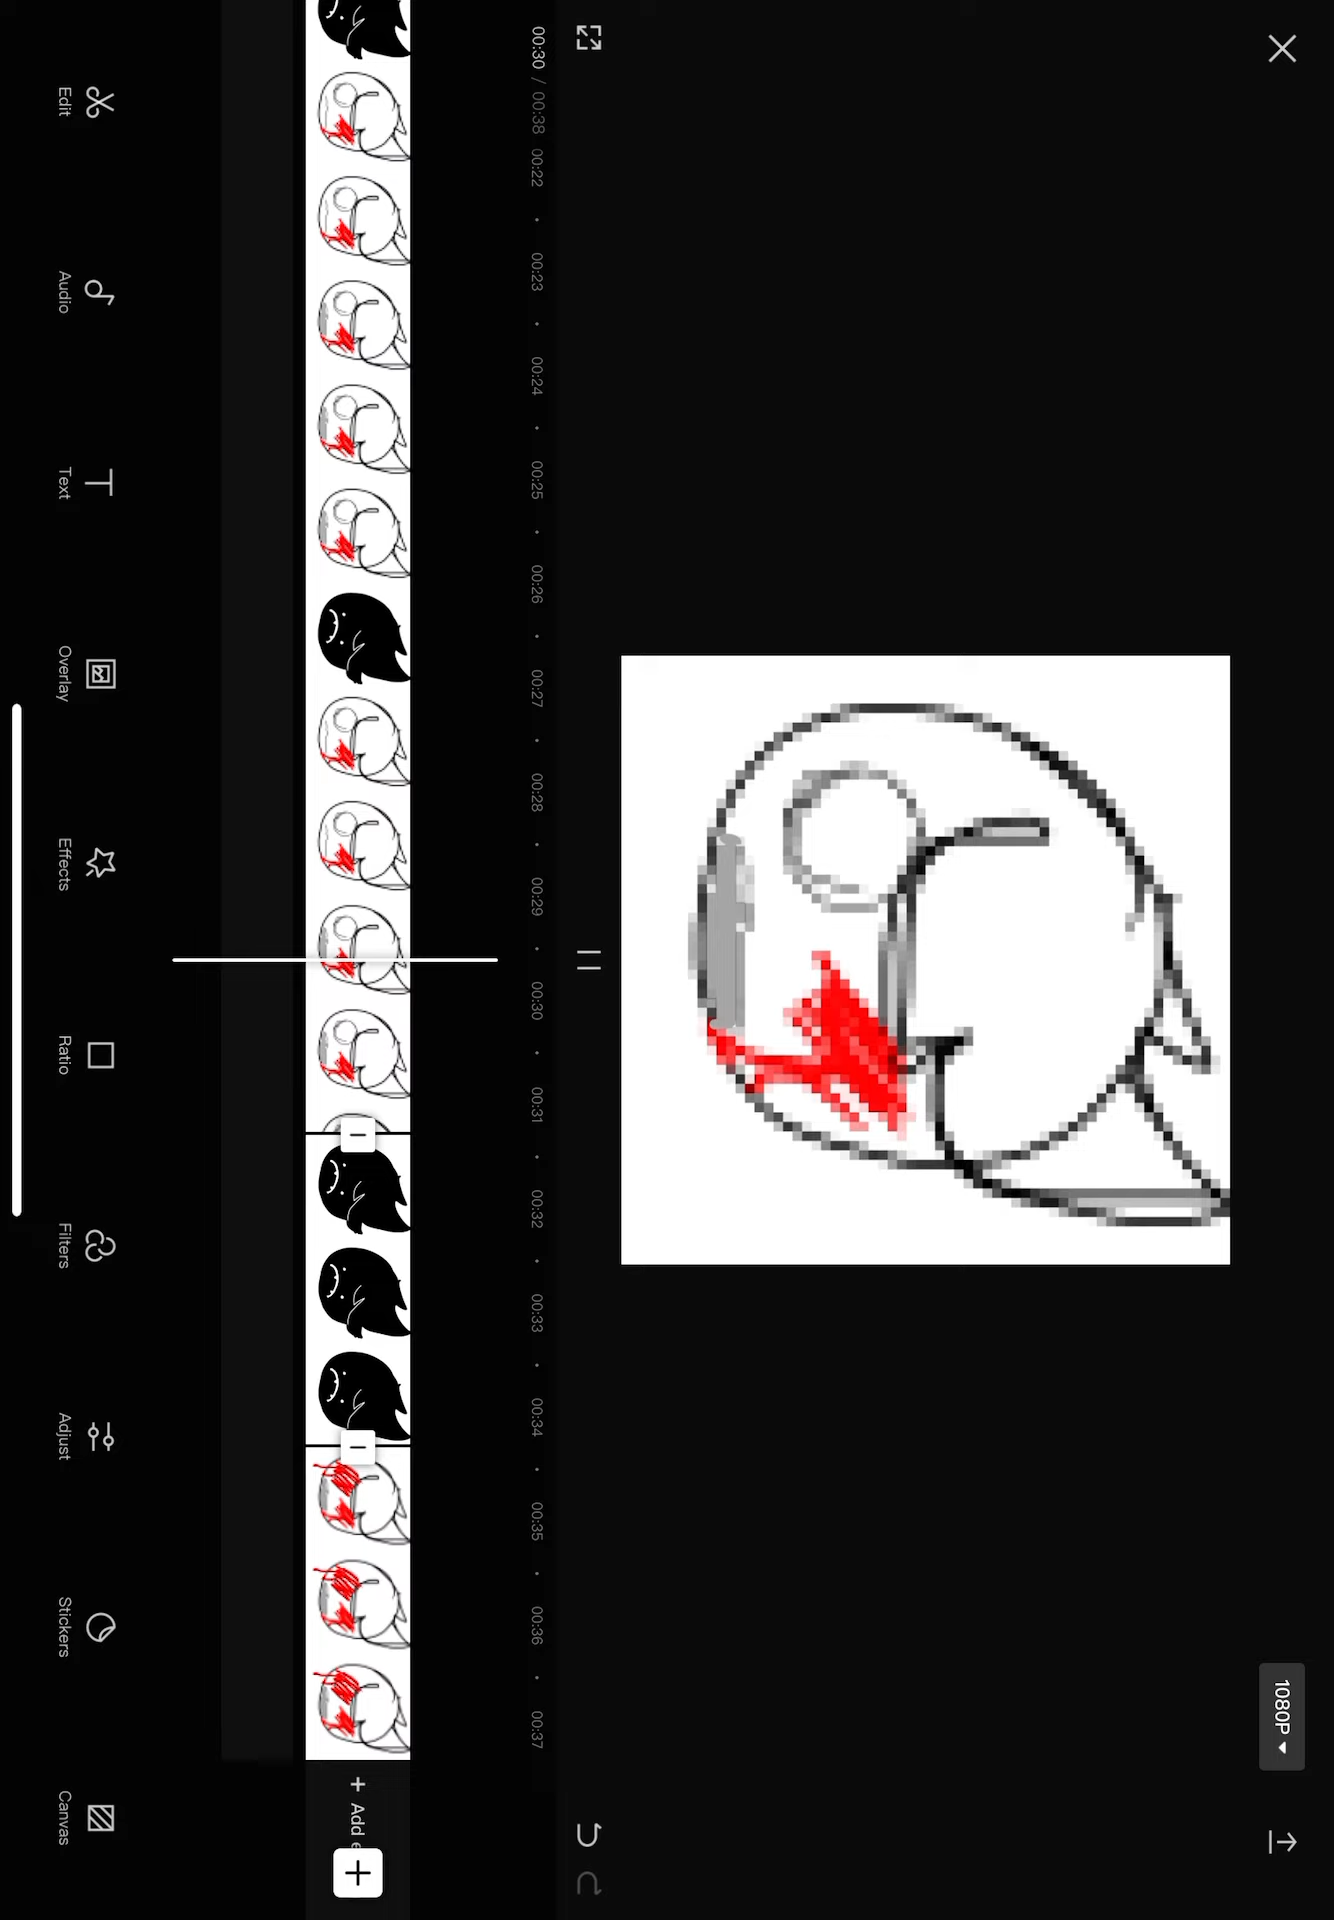 1080P
00:30 / 00:38
00:22
00:23
00:24
00:25
00:26
00:27
00:28
00:29
00:30
00:31
00:32
00:33
00:34
00:35
00:36
00:37
+ Add
Edit
Audio
Text
Overlay
Effects
Ratio
Filters
Adjust
Stickers
Canvas